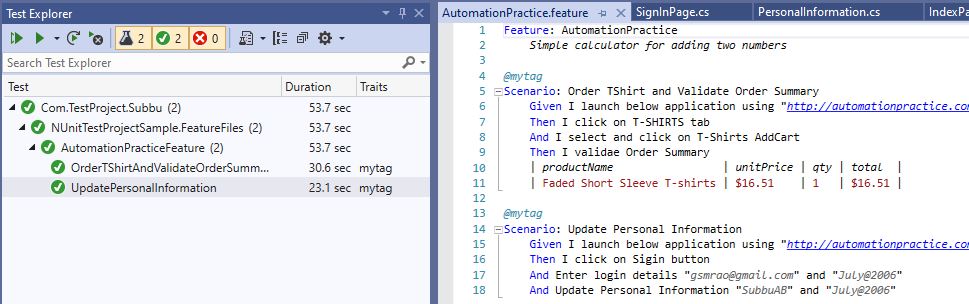 Test Explorer
2 2 0
Search Test Explorer
Test Duration Traits
Com.TestProject.Subbu (2) 53.7 sec
NUnitTestProjectSample.FeatureFiles (2) 53.7 sec
AutomationPracticeFeature (2) 53.7 sec
OrderTShirtAndValidateOrderSumm... 30.6 sec mytag
UpdatePersonalInformation 23.1 sec mytag
AutomationPractice.feature SignInPage.cs PersonalInformation.cs IndexPa
1 Feature: AutomationPractice
2 Simple calculator for adding two numbers
3
4 @mytag
5 Scenario: Order TShirt and Validate Order Summary
6 Given I launch below application using "http://automationpractice.com
7 Then I click on T-SHIRTS tab
8 And I select and click on T-Shirts AddCart
9 Then I validae Order Summary
10 | productName | unitPrice | qty | total |
11 | Faded Short Sleeve T-shirts | $16.51 | 1 | $16.51 |
12
13 @mytag
14 Scenario: Update Personal Information
15 Given I launch below application using "http://automationpractice.com
16 Then I click on Sigin button
17 And Enter login details "gsmrao@gmail.com" and "July@2006"
18 And Update Personal Information "SubbuAB" and "July@2006"